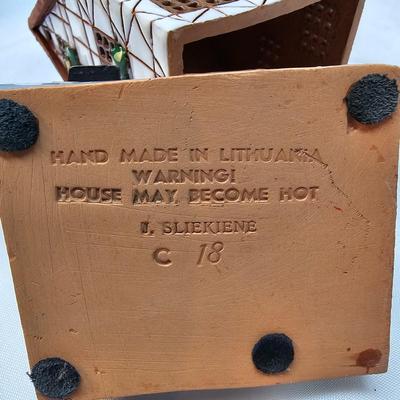 HAND MADE IN LITHUANIA
WARNING!
HOUSE MAY BECOME HOT
J. SLIEKIENE
C 18